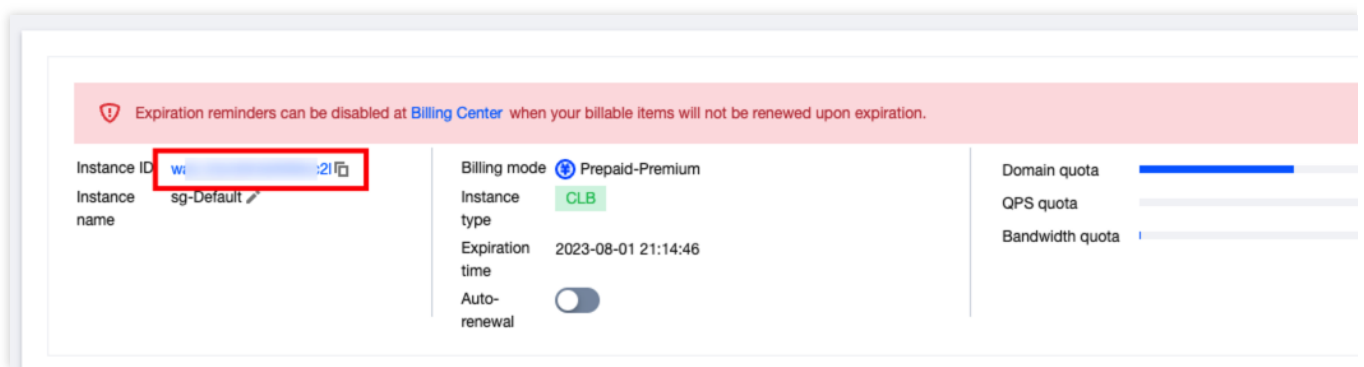 Expiration reminders can be disabled at Billing Center when your billable items will not be renewed upon expiration.
Instance ID
Instance name
sg-Default
Billing mode
Prepaid-Premium
Instance type
CLB
Expiration time
2023-08-01 21:14:46
Auto-renewal
Domain quota
QPS quota
Bandwidth quota